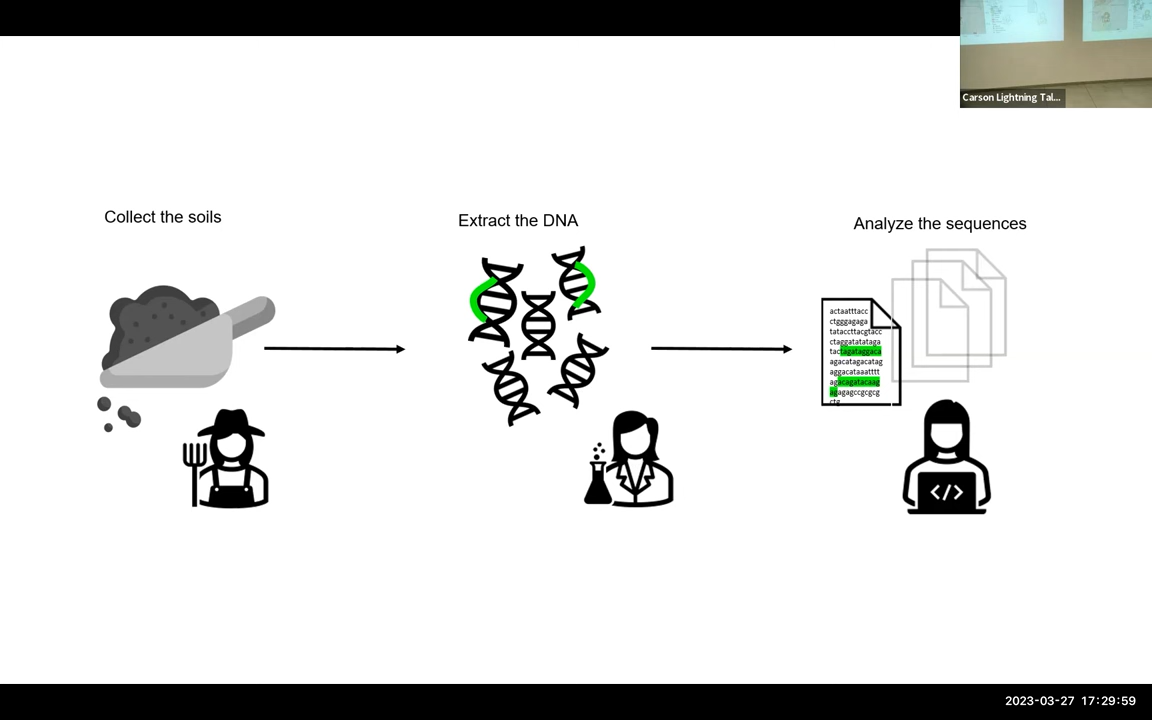 Carson Lightning Tal...
Collect the soils
Extract the DNA
Analyze the sequences
actaatttacc
ctgggagaga
tataccttacgtacc
ctaggatatataga
tactagataggaca
agacatagacatag
aggacataaatttt
agacagatacaag
agagagccgcgcg
ctg
</>
2023-03-27 17:29:59